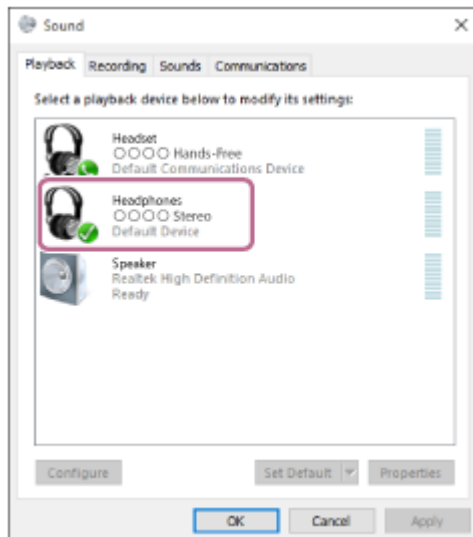 Sound
Playback Recording Sounds Communications
Select a playback device below to modify its settings:
Headset
○○○○ Hands-Free
Default Communications Device
Headphones
○○○○ Stereo
Default Device
Speaker
Realtek High Definition Audio
Ready
Configure Set Default Properties
OK Cancel Apply